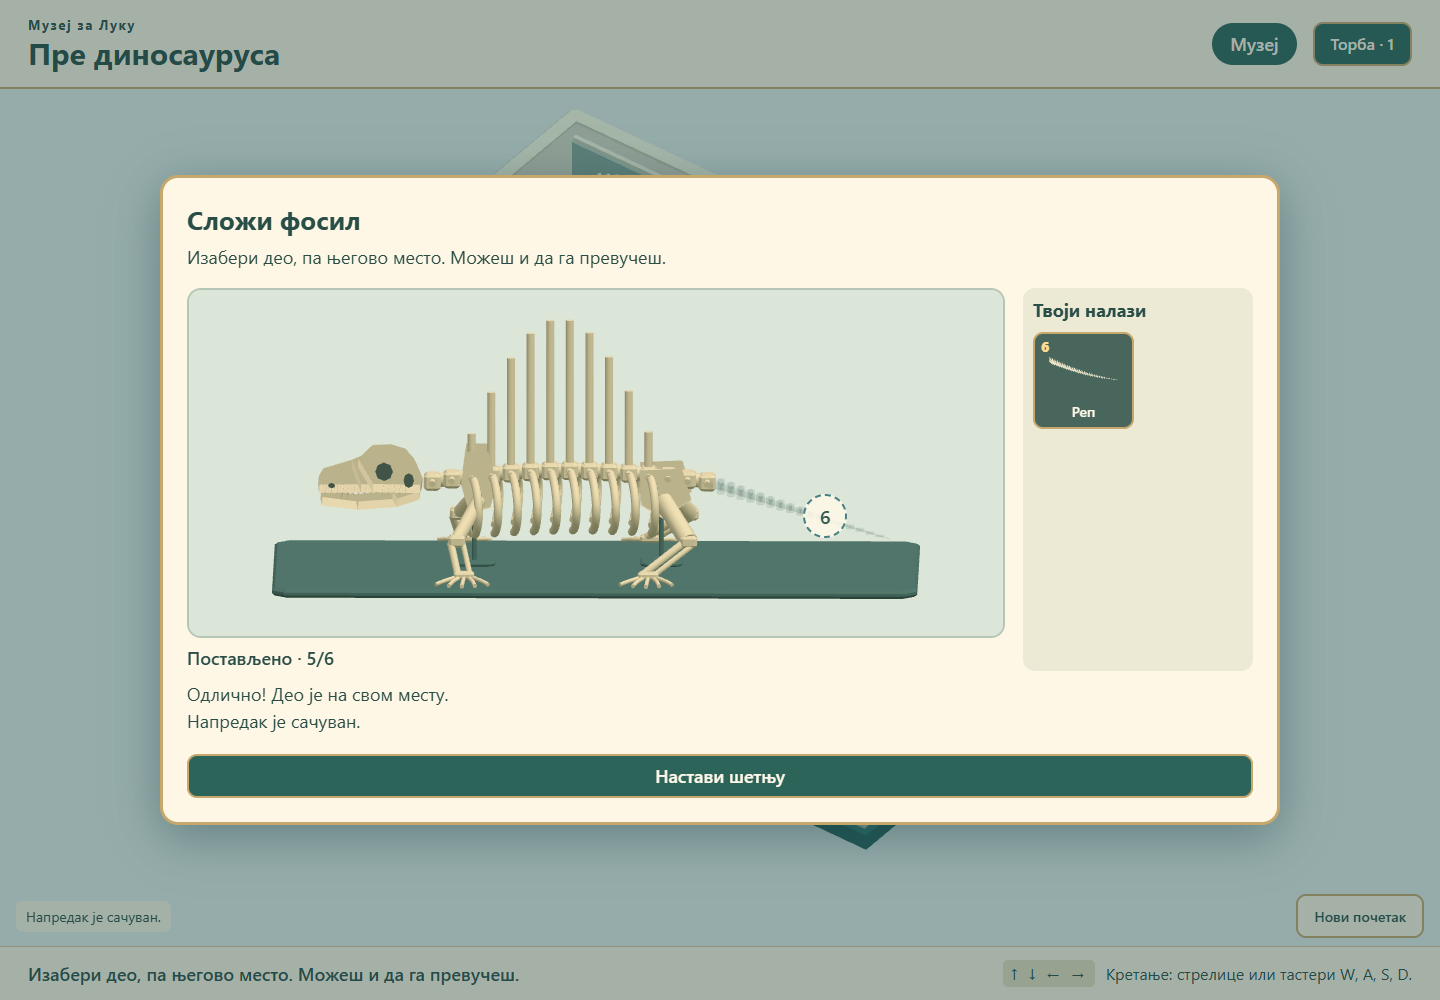 Музеј за Луку
Пре диносауруса
Музеј
Торба · 1
Сложи фосил
Изабери део, па његово место. Можеш и да га превучеш.
6
Твоји налази
6
Реп
Постављено · 5/6
Одлично! Део је на свом месту.
Напредак је сачуван.
Настави шетњу
Напредак је сачуван.
Нови почетак
Изабери део, па његово место. Можеш и да га превучеш.
↑ ↓ ← → Кретање: стрелице или тастери W, A, S, D.